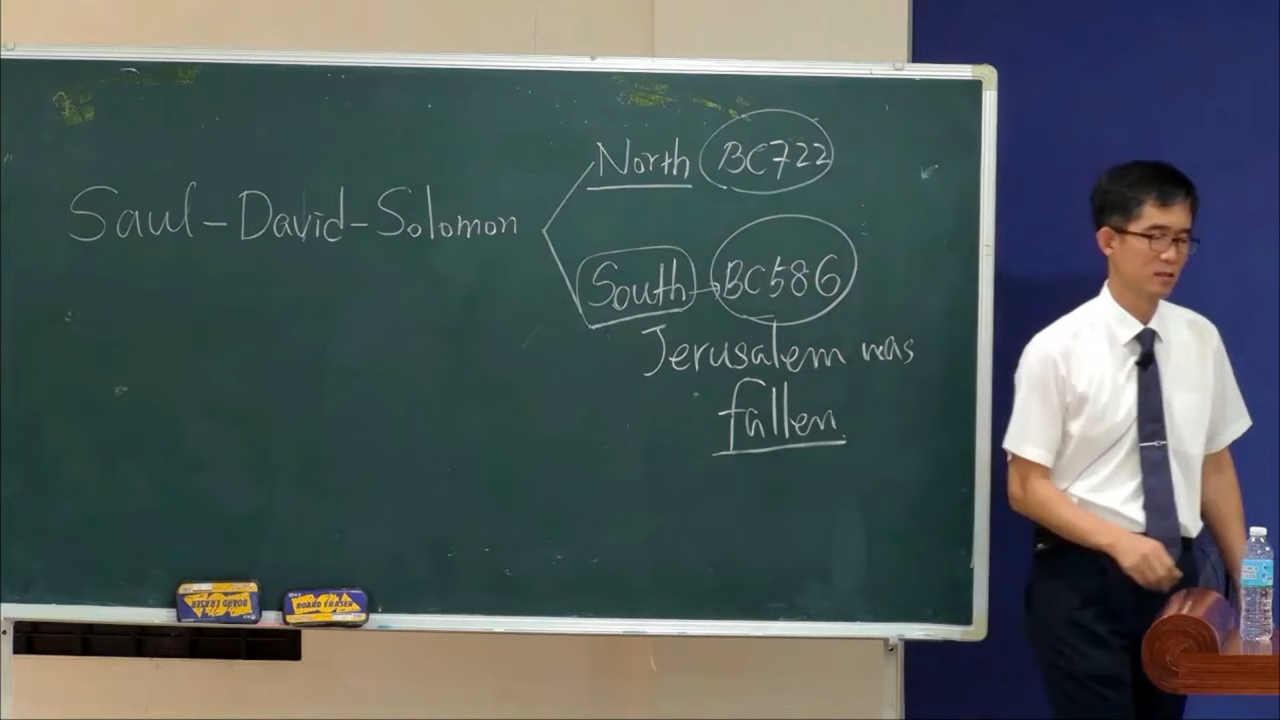 Saul-David-Solomon
North BC722
South → BC586
Jerusalem was
fallen.
BOARD ERASER
BOARD ERASER